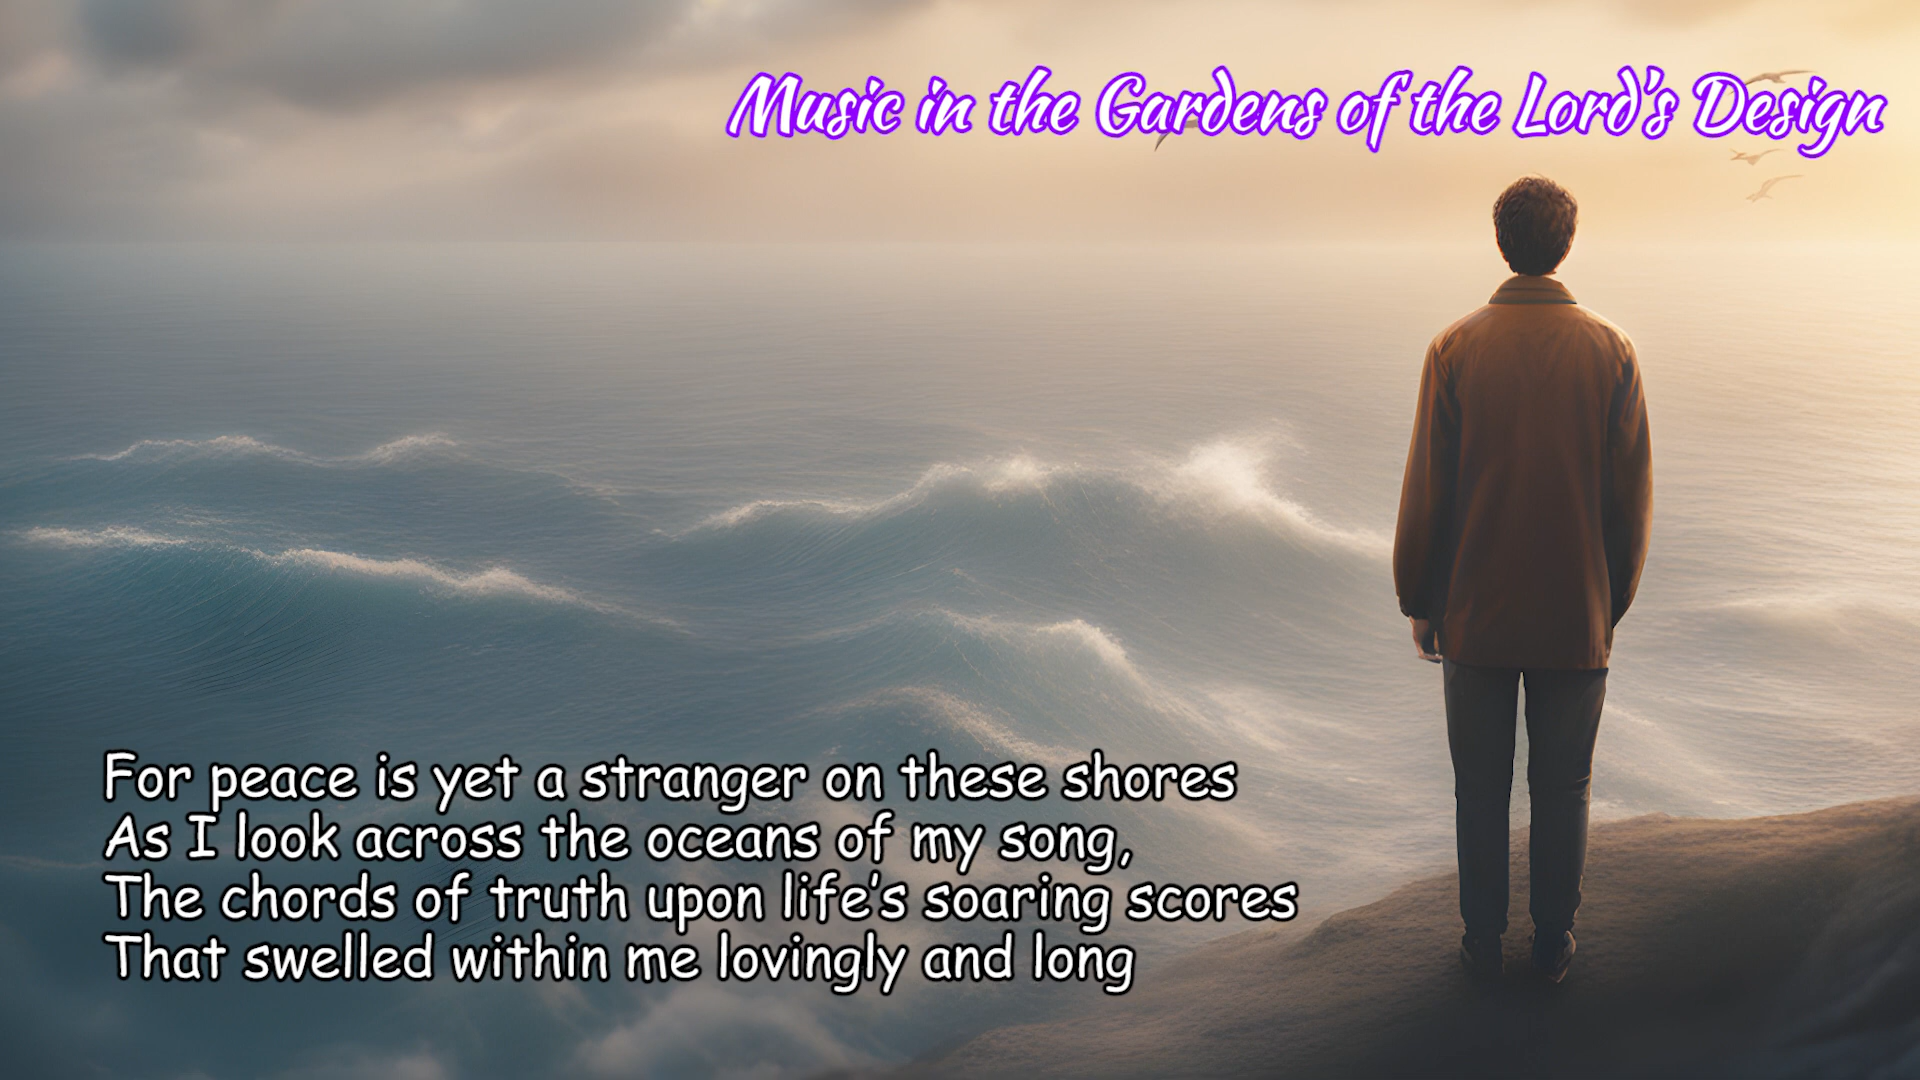 Music in the Gardens of the Lord's Design
For peace is yet a stranger on these shores
As I look across the oceans of my song,
The chords of truth upon life's soaring scores
That swelled within me lovingly and long